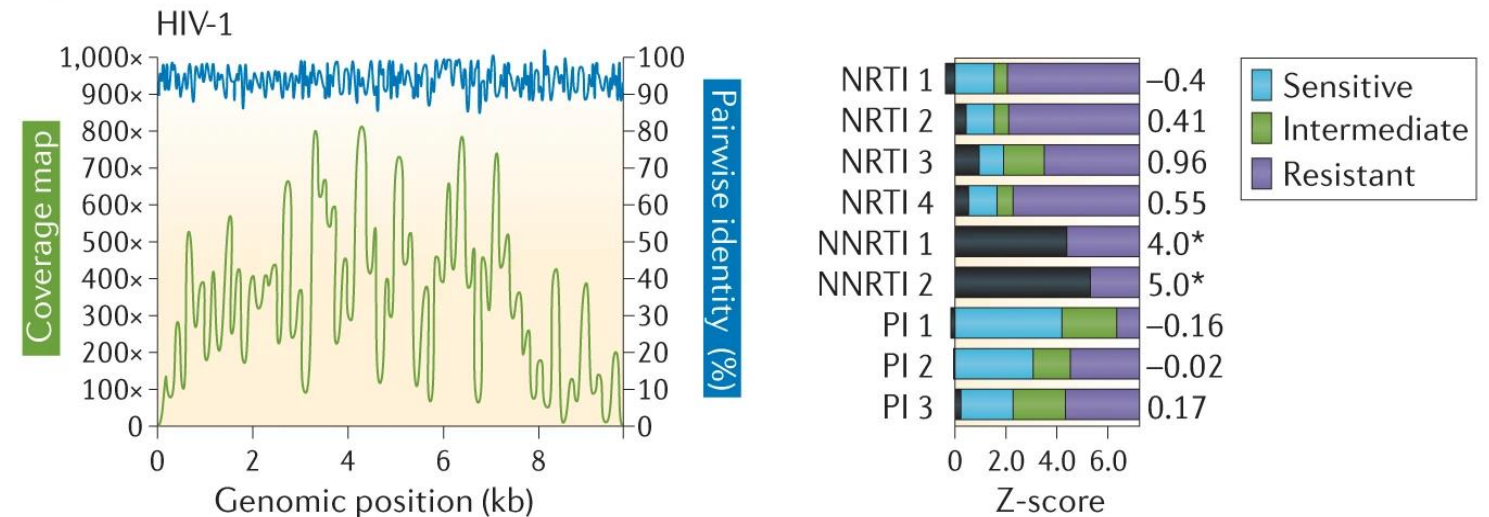 HIV-1
Coverage map
1,000×
900×
800×
700×
600×
500×
400×
300×
200×
100×
0
100
90
80
70
60
50
40
30
20
10
0
Pairwise identity (%)
0 2 4 6 8
Genomic position (kb)
NRTI 1 –0.4
NRTI 2 0.41
NRTI 3 0.96
NRTI 4 0.55
NNRTI 1 4.0*
NNRTI 2 5.0*
PI 1 –0.16
PI 2 –0.02
PI 3 0.17
0 2.0 4.0 6.0
Z-score
Sensitive
Intermediate
Resistant